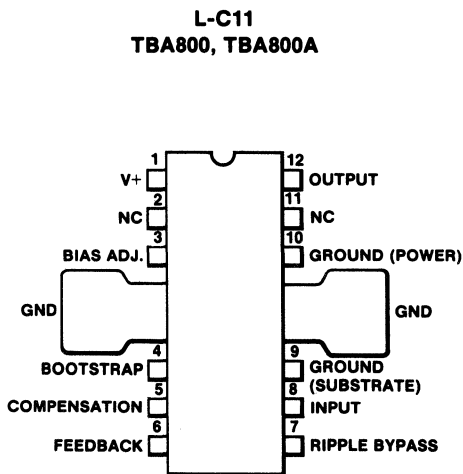 L-C11
TBA800, TBA800A
1 12
V+ OUTPUT
2 11
NC NC
3 10
BIAS ADJ. GROUND (POWER)
GND GND
4 9
BOOTSTRAP GROUND
(SUBSTRATE)
5 8
COMPENSATION INPUT
6 7
FEEDBACK RIPPLE BYPASS